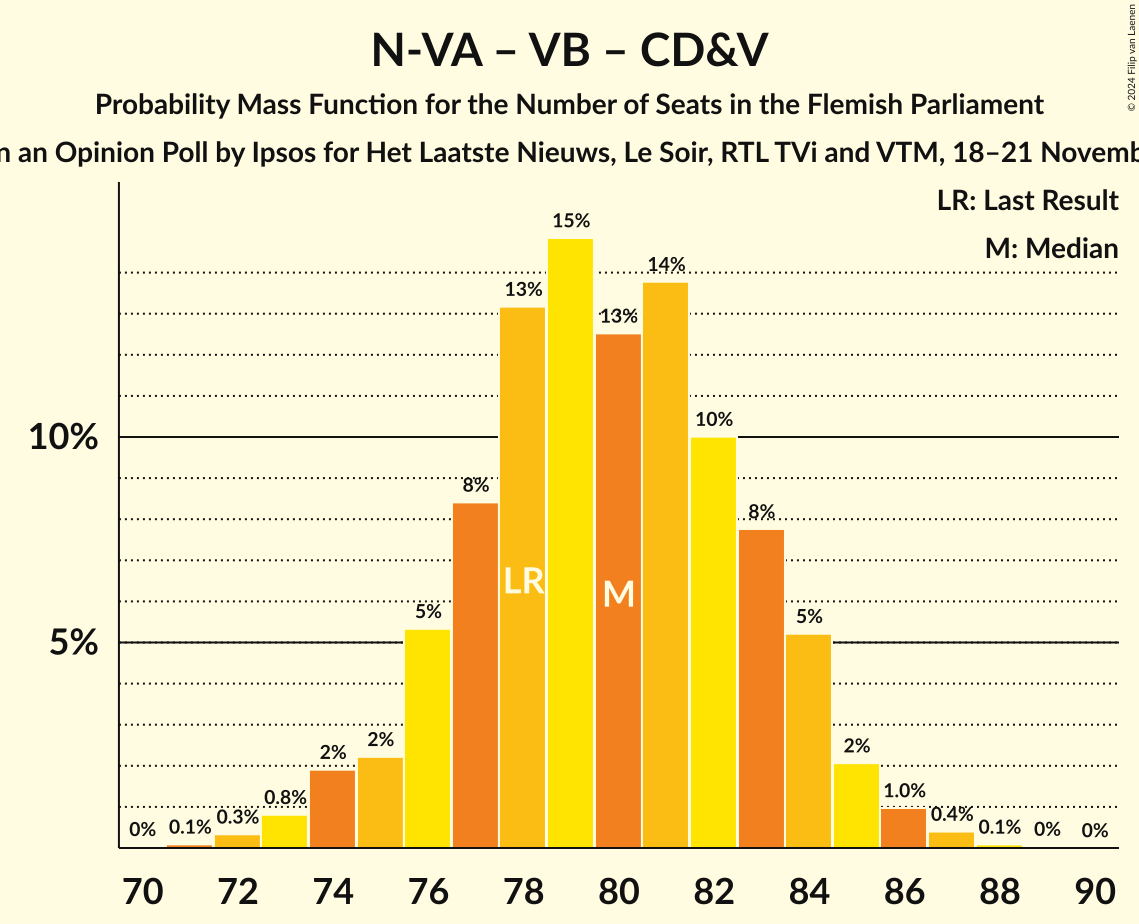 © 2024 Filip van Laenen
N-VA – VB – CD&V
Probability Mass Function for the Number of Seats in the Flemish Parliament
an Opinion Poll by Ipsos for Het Laatste Nieuws, Le Soir, RTL TVi and VTM, 18–21 Novemb
LR: Last Result
M: Median
15%
14%
13%
13%
10%
10%
8%
8%
LR
M
5%
5%
5%
2%
2%
2%
1.0%
0.8%
0.3%
0.4%
0%
0.1%
0.1%
0%
0%
70 72 74 76 78 80 82 84 86 88 90